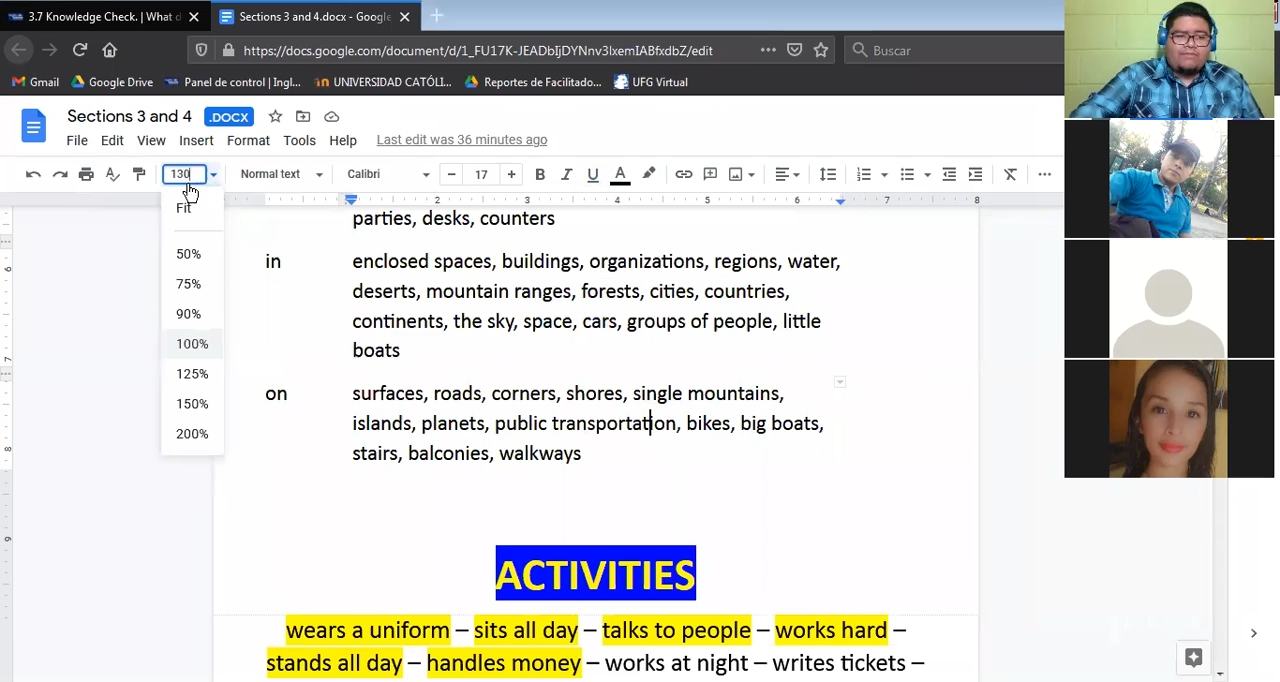 3.7 Knowledge Check. | What d
Sections 3 and 4.docx - Google
https://docs.google.com/document/d/1_FU17K-JEADbIjDYNnv3lxemIABfxdbZ/edit
Buscar
Gmail
Google Drive
Panel de control | Ingl...
UNIVERSIDAD CATÓLI...
Reportes de Facilitado...
UFG Virtual
Sections 3 and 4
.DOCX
File Edit View Insert Format Tools Help
Last edit was 36 minutes ago
130
Normal text
Calibri
17
B I U A
Fit
50%
75%
90%
100%
125%
150%
200%
parties, desks, counters
in
enclosed spaces, buildings, organizations, regions, water,
deserts, mountain ranges, forests, cities, countries,
continents, the sky, space, cars, groups of people, little
boats
on
surfaces, roads, corners, shores, single mountains,
islands, planets, public transportation, bikes, big boats,
stairs, balconies, walkways
ACTIVITIES
wears a uniform – sits all day – talks to people – works hard –
stands all day – handles money – works at night – writes tickets –